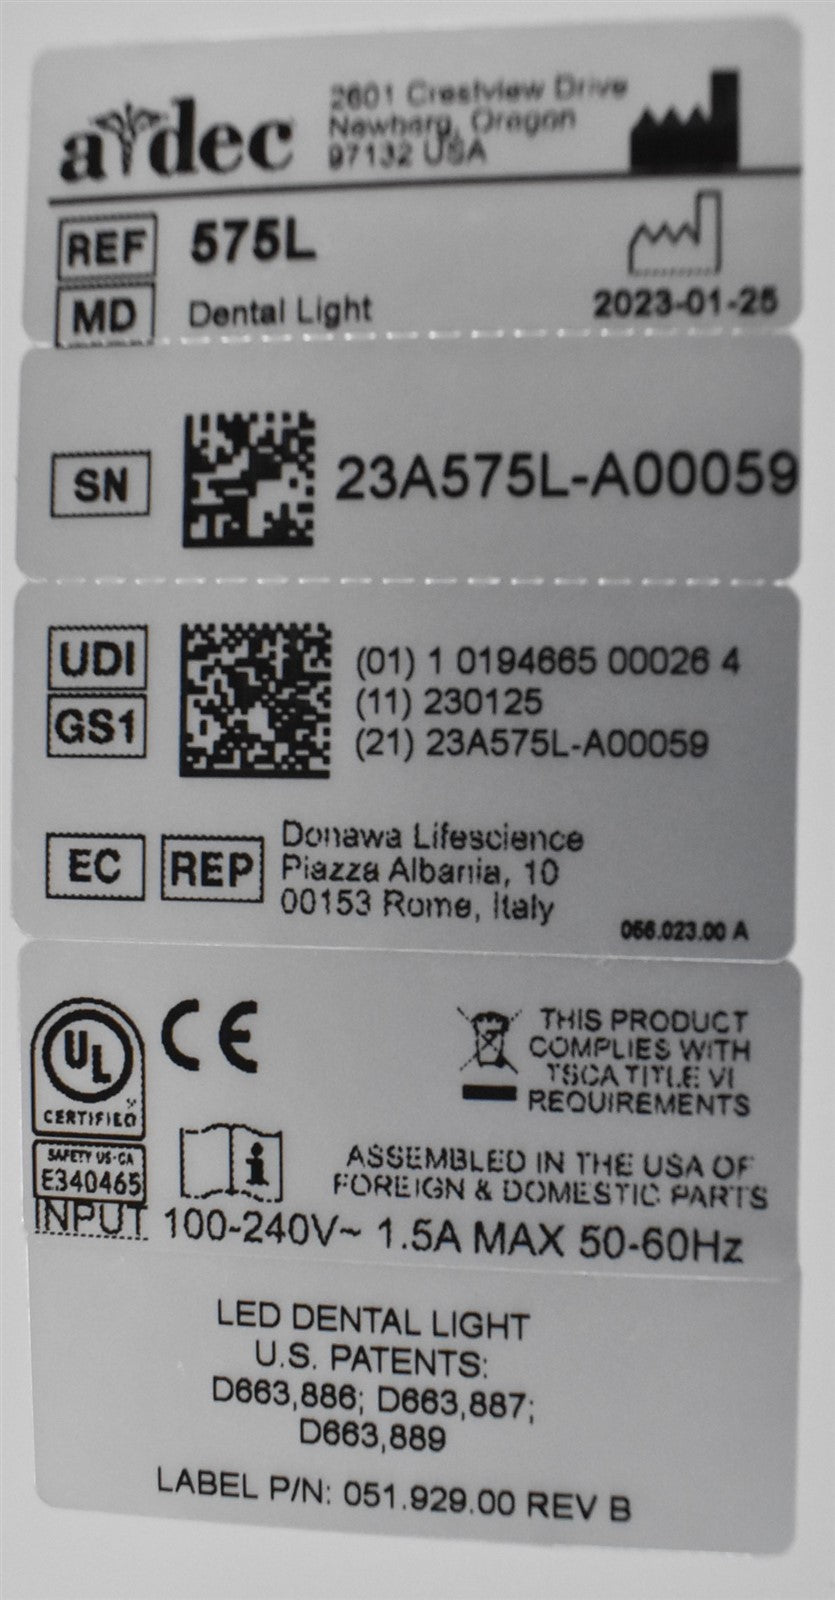 a dec
2601 Crestview Drive
Newberg, Oregon
97132 USA
REF 575L
MD Dental Light
2023-01-25
SN 23A575L-A00059
UDI (01) 1 0194665 00026 4
GS1 (11) 230125
(21) 23A575L-A00059
EC REP Donawa Lifescience
Piazza Albania, 10
00153 Rome, Italy
056.023.00 A
UL
CERTIFIED
SAFETY US-CA
E340465
CE
THIS PRODUCT
COMPLIES WITH
TSCA TITLE VI
REQUIREMENTS
i
ASSEMBLED IN THE USA OF
FOREIGN & DOMESTIC PARTS
INPUT 100-240V~ 1.5A MAX 50-60Hz
LED DENTAL LIGHT
U.S. PATENTS:
D663,886; D663,887;
D663,889
LABEL P/N: 051.929.00 REV B